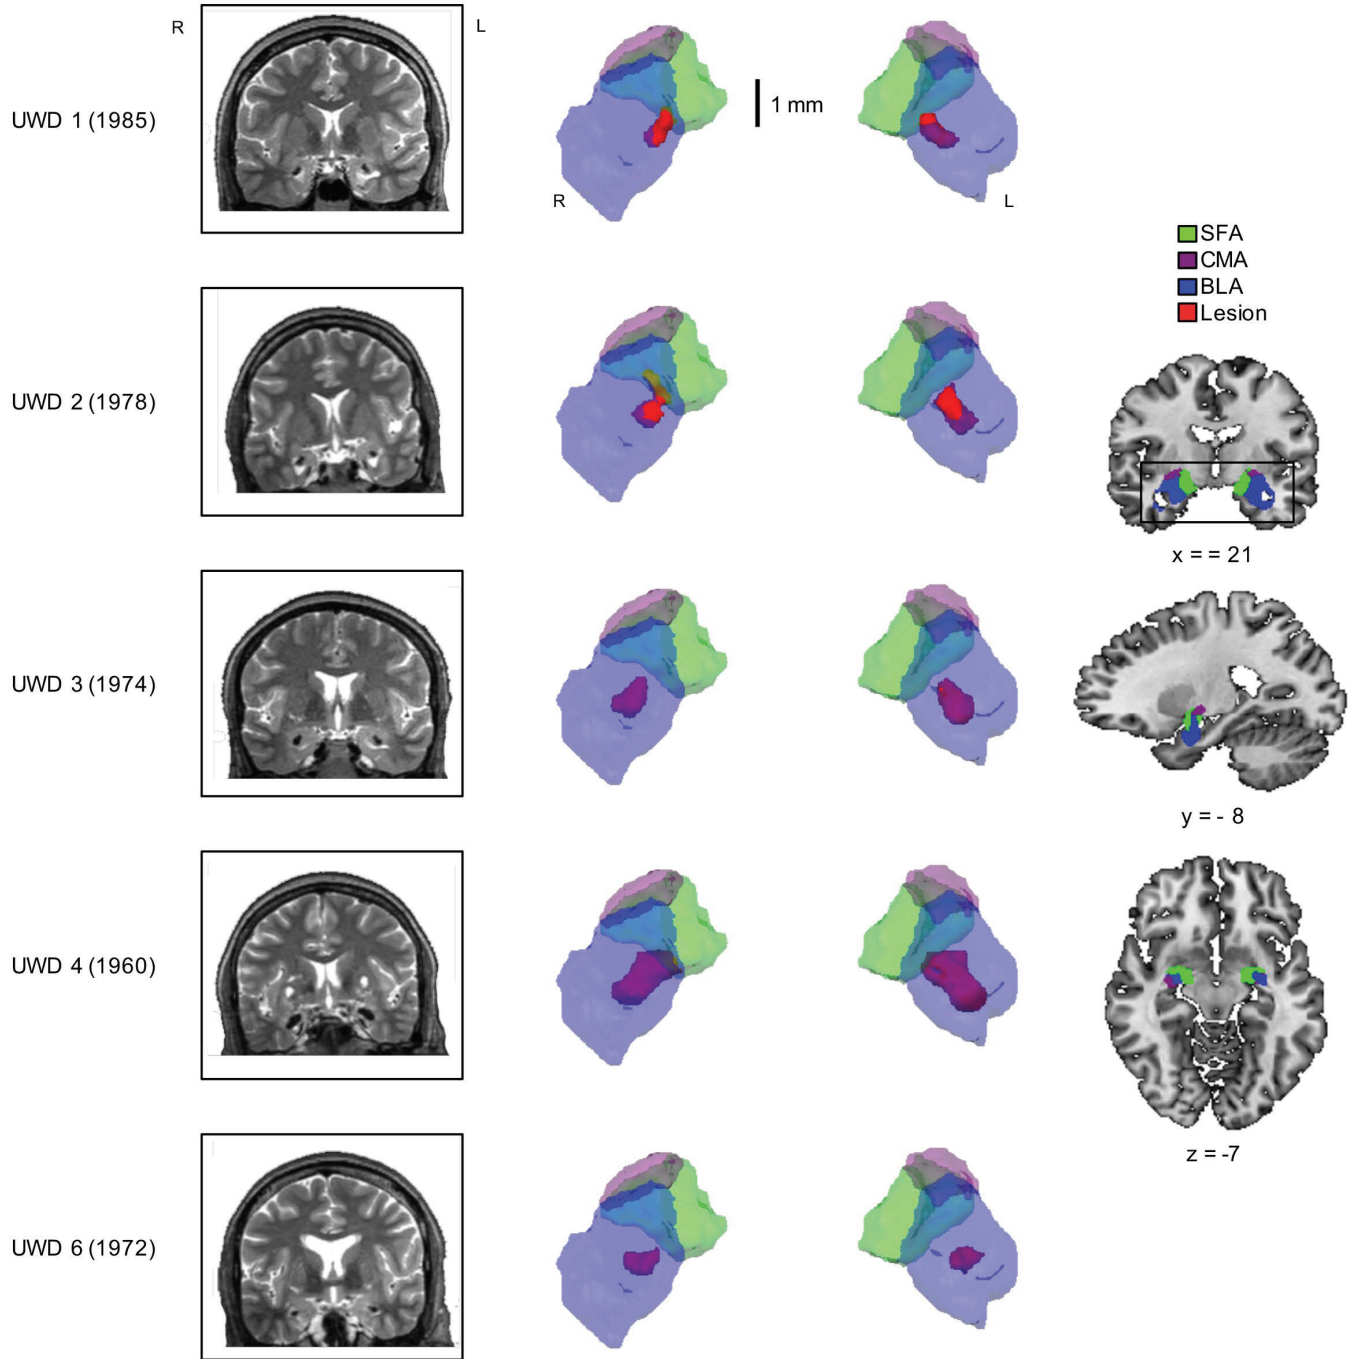 R
L
UWD 1 (1985)
1 mm
R
L
SFA
CMA
BLA
Lesion
UWD 2 (1978)
x = = 21
UWD 3 (1974)
y = - 8
UWD 4 (1960)
z = -7
UWD 6 (1972)